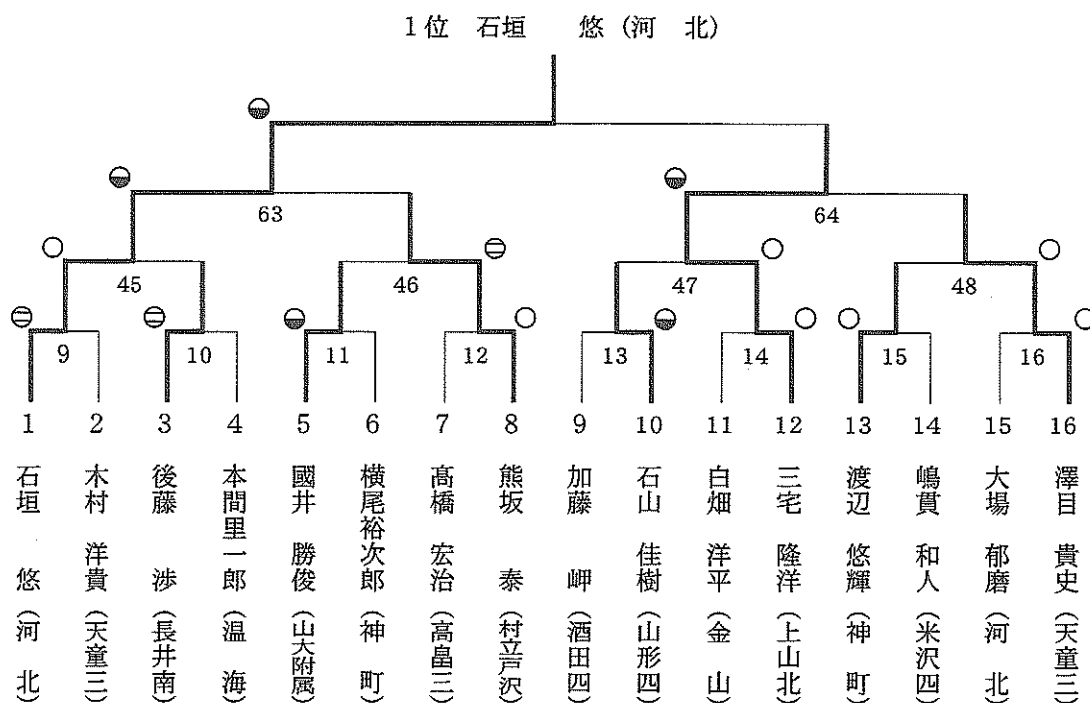 1位 石垣 悠 (河 北)
63 64
45 46 47 48
9 10 11 12 13 14 15 16
1 2 3 4 5 6 7 8 9 10 11 12 13 14 15 16
石垣 悠 (河 北)
木村 洋貴 (天童三)
後藤 渉 (長井南)
本間里一郎 (温 海)
國井 勝俊 (山大附属)
横尾裕次郎 (神 町)
髙橋 宏治 (高畠三)
熊坂 泰 (村立戸沢)
加藤 岬 (酒田四)
石山 佳樹 (山形四)
白畑 洋平 (金 山)
三宅 隆洋 (上山北)
渡辺 悠輝 (神 町)
嶋貫 和人 (米沢四)
大場 郁磨 (河 北)
澤目 貴史 (天童三)